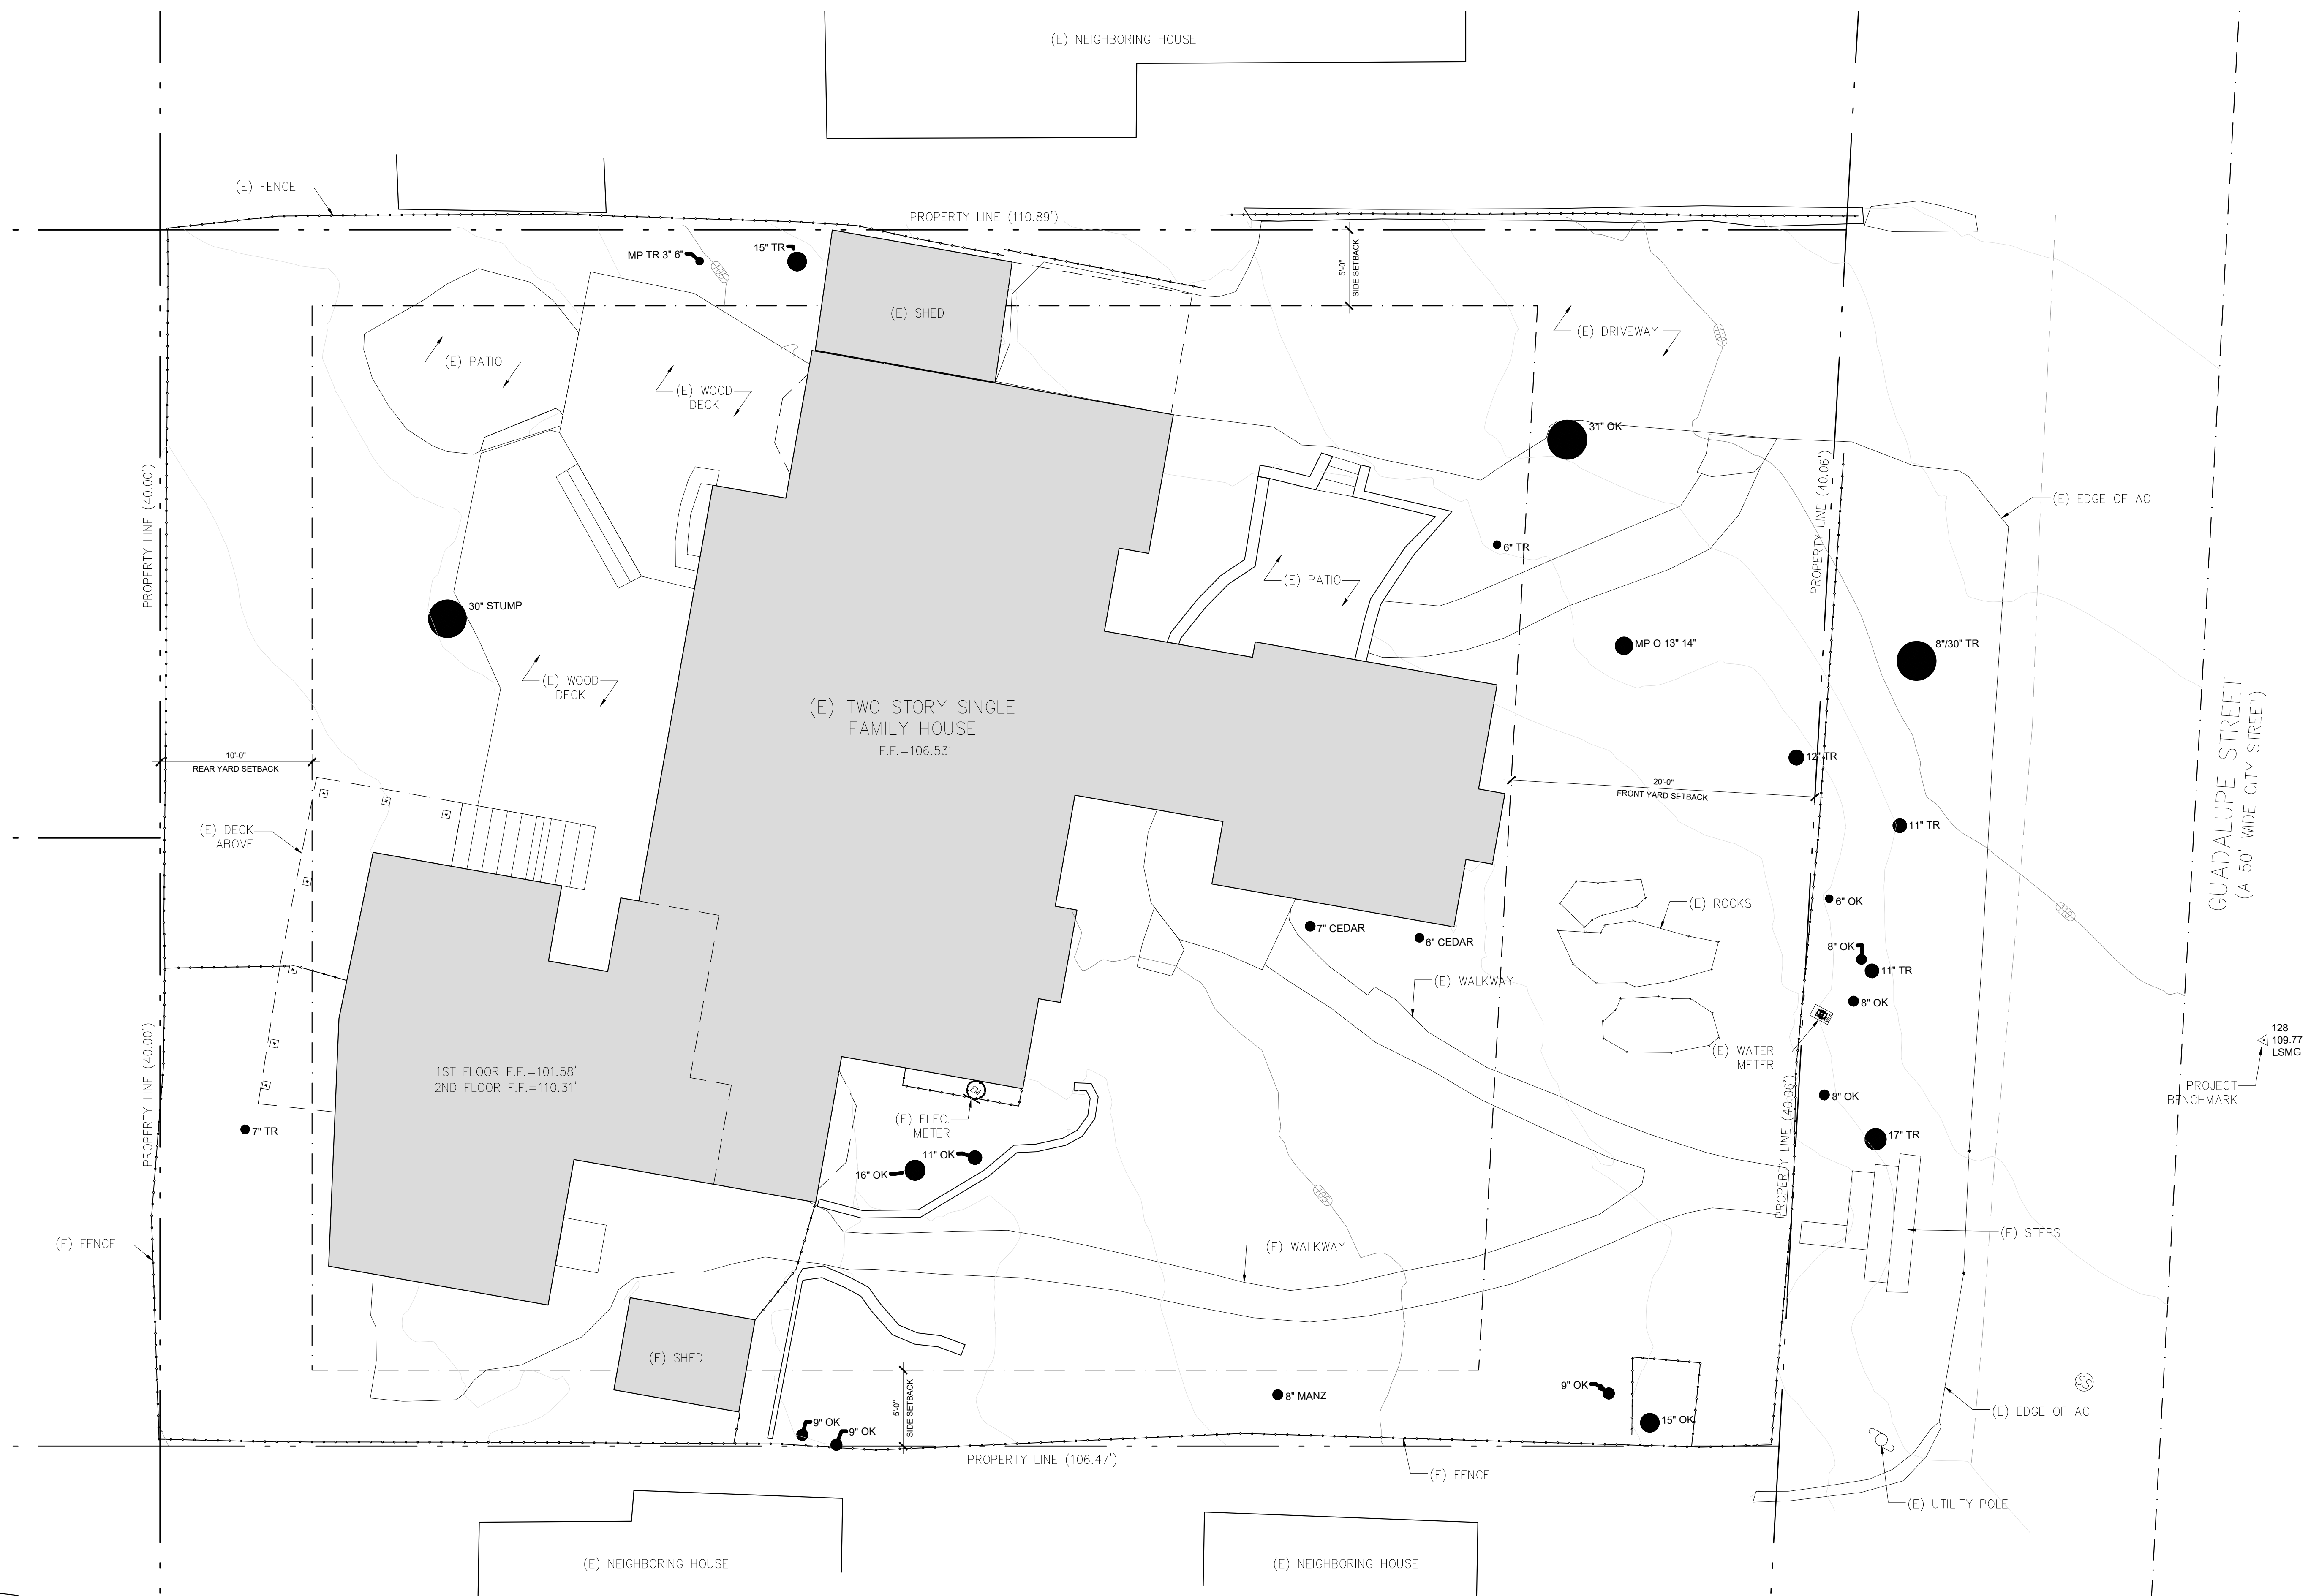 (E) NEIGHBORING HOUSE
(E) FENCE
PROPERTY LINE (110.89')
MP TR 3" 6"
15" TR
5'-0"
SIDE SETBACK
(E) SHED
(E) DRIVEWAY
(E) PATIO
(E) WOOD
DECK
31" OK
PROPERTY LINE (40.00')
PROPERTY LINE (40.06')
(E) EDGE OF AC
6" TR
(E) PATIO
30" STUMP
MP O 13" 14"
8"/30" TR
(E) WOOD
DECK
(E) TWO STORY SINGLE
FAMILY HOUSE
F.F.=106.53'
GUADALUPE STREET
(A 50' WIDE CITY STREET)
10'-0"
REAR YARD SETBACK
12" TR
20'-0"
FRONT YARD SETBACK
(E) DECK
ABOVE
11" TR
(E) ROCKS
6" OK
7" CEDAR
6" CEDAR
8" OK
11" TR
(E) WALKWAY
8" OK
128
109.77
LSMG
(E) WATER
METER
1ST FLOOR F.F.=101.58'
2ND FLOOR F.F.=110.31'
PROJECT
BENCHMARK
PROPERTY LINE (40.00')
PROPERTY LINE (40.06')
EM
8" OK
(E) ELEC.
METER
7" TR
17" TR
11" OK
16" OK
(E) STEPS
(E) FENCE
(E) WALKWAY
(E) SHED
SS
5'-0"
SIDE SETBACK
9" OK
8" MANZ
(E) EDGE OF AC
9" OK
9" OK
15" OK
PROPERTY LINE (106.47')
(E) FENCE
(E) UTILITY POLE
(E) NEIGHBORING HOUSE
(E) NEIGHBORING HOUSE